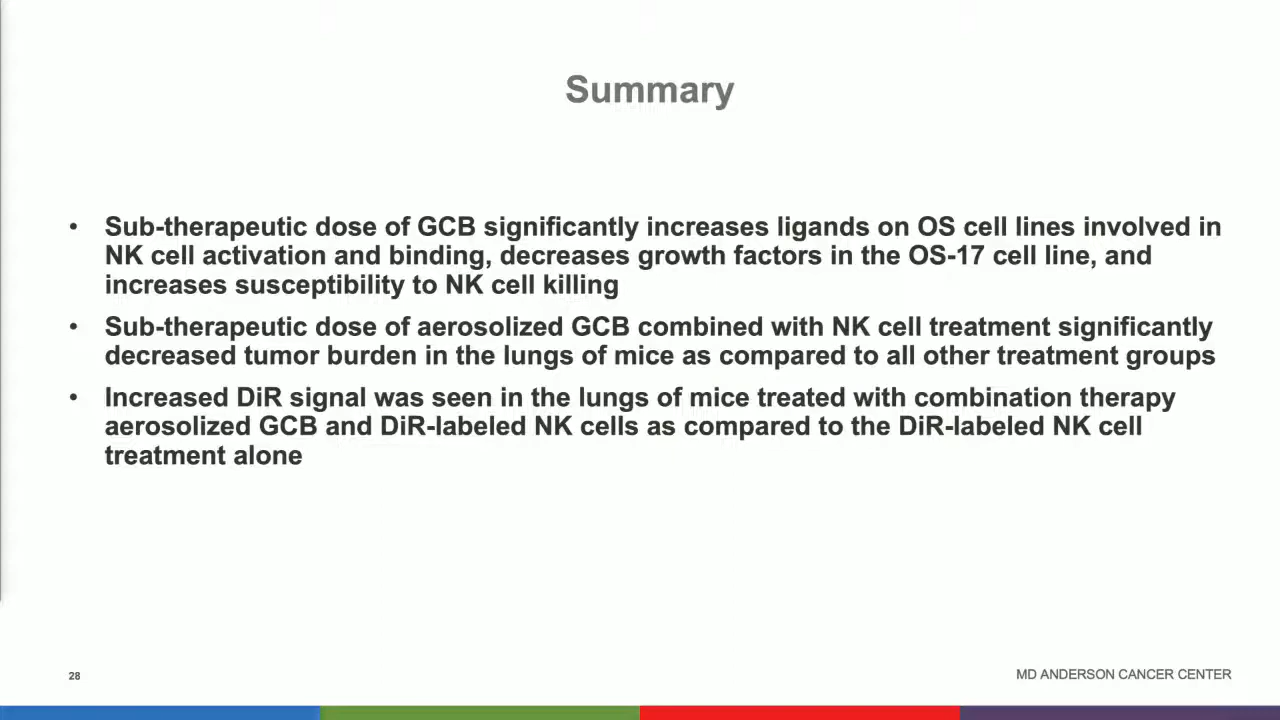 Summary
• Sub-therapeutic dose of GCB significantly increases ligands on OS cell lines involved in
NK cell activation and binding, decreases growth factors in the OS-17 cell line, and
increases susceptibility to NK cell killing
• Sub-therapeutic dose of aerosolized GCB combined with NK cell treatment significantly
decreased tumor burden in the lungs of mice as compared to all other treatment groups
• Increased DiR signal was seen in the lungs of mice treated with combination therapy
aerosolized GCB and DiR-labeled NK cells as compared to the DiR-labeled NK cell
treatment alone
28
MD ANDERSON CANCER CENTER